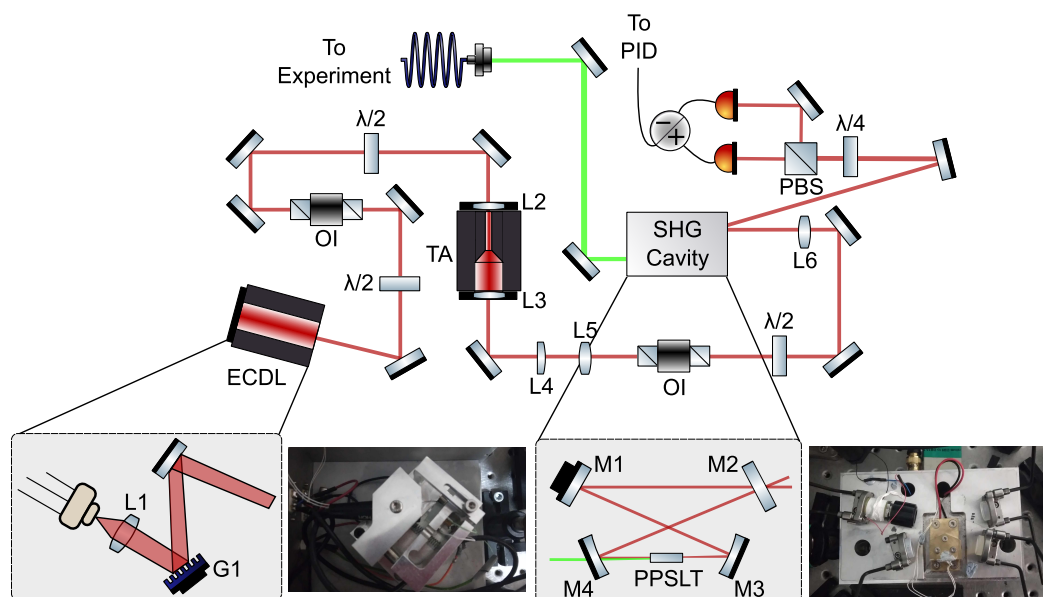 To
Experiment
To
PID
−
+
λ/2
λ/4
PBS
OI
L2
TA
SHG
Cavity
L6
λ/2
L3
ECDL
L4
L5
OI
λ/2
L1
G1
M1
M2
PPSLT
M4
M3